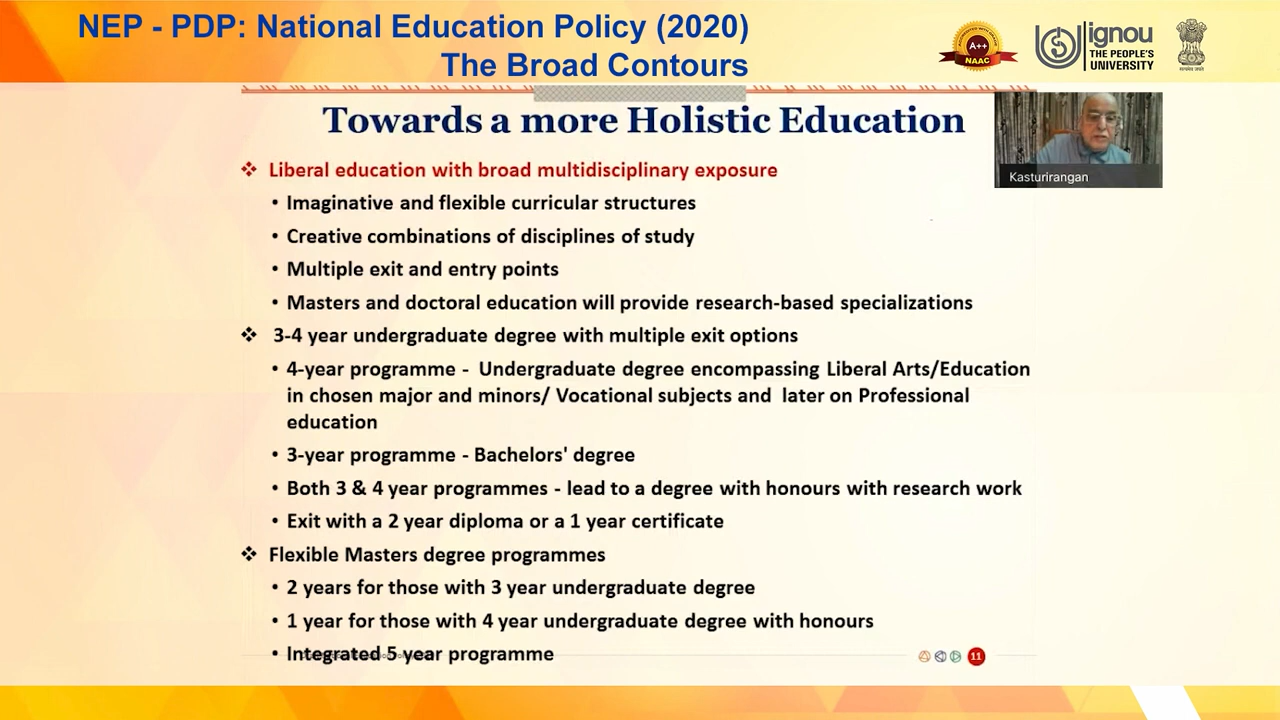 NEP - PDP: National Education Policy (2020)
The Broad Contours
A++
NAAC
ignou
THE PEOPLE'S
UNIVERSITY
Towards a more Holistic Education
Kasturirangan
❖ Liberal education with broad multidisciplinary exposure
• Imaginative and flexible curricular structures
• Creative combinations of disciplines of study
• Multiple exit and entry points
• Masters and doctoral education will provide research-based specializations
❖ 3-4 year undergraduate degree with multiple exit options
• 4-year programme - Undergraduate degree encompassing Liberal Arts/Education
in chosen major and minors/ Vocational subjects and later on Professional
education
• 3-year programme - Bachelors' degree
• Both 3 & 4 year programmes - lead to a degree with honours with research work
• Exit with a 2 year diploma or a 1 year certificate
❖ Flexible Masters degree programmes
• 2 years for those with 3 year undergraduate degree
• 1 year for those with 4 year undergraduate degree with honours
• Integrated 5 year programme
11